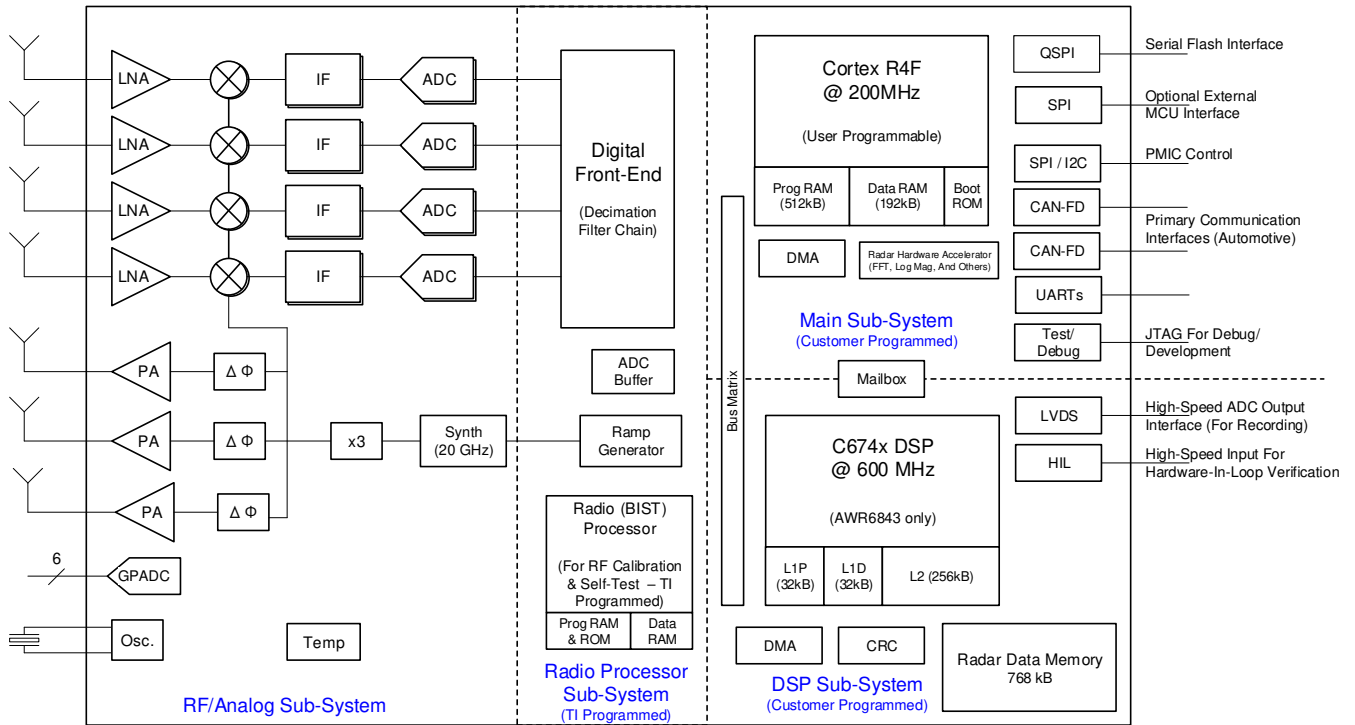 LNA
IF
ADC
LNA
IF
ADC
LNA
IF
ADC
LNA
IF
ADC
PA
Δ Φ
PA
Δ Φ
x3
Synth
(20 GHz)
PA
Δ Φ
6
GPADC
Osc.
Temp
RF/Analog Sub-System
Digital
Front-End
(Decimation
Filter Chain)
ADC
Buffer
Ramp
Generator
Radio (BIST)
Processor
(For RF Calibration
& Self-Test – TI
Programmed)
Prog RAM
& ROM
Data
RAM
Radio Processor
Sub-System
(TI Programmed)
Cortex R4F
@ 200MHz
(User Programmable)
Prog RAM
(512kB)
Data RAM
(192kB)
Boot
ROM
DMA
Radar Hardware Accelerator
(FFT, Log Mag, And Others)
Main Sub-System
(Customer Programmed)
Mailbox
Bus Matrix
C674x DSP
@ 600 MHz
(AWR6843 only)
L1P
(32kB)
L1D
(32kB)
L2 (256kB)
DMA
CRC
Radar Data Memory
768 kB
DSP Sub-System
(Customer Programmed)
QSPI
Serial Flash Interface
SPI
Optional External
MCU Interface
SPI / I2C
PMIC Control
CAN-FD
CAN-FD
Primary Communication
Interfaces (Automotive)
UARTs
Test/
Debug
JTAG For Debug/
Development
LVDS
High-Speed ADC Output
Interface (For Recording)
HIL
High-Speed Input For
Hardware-In-Loop Verification